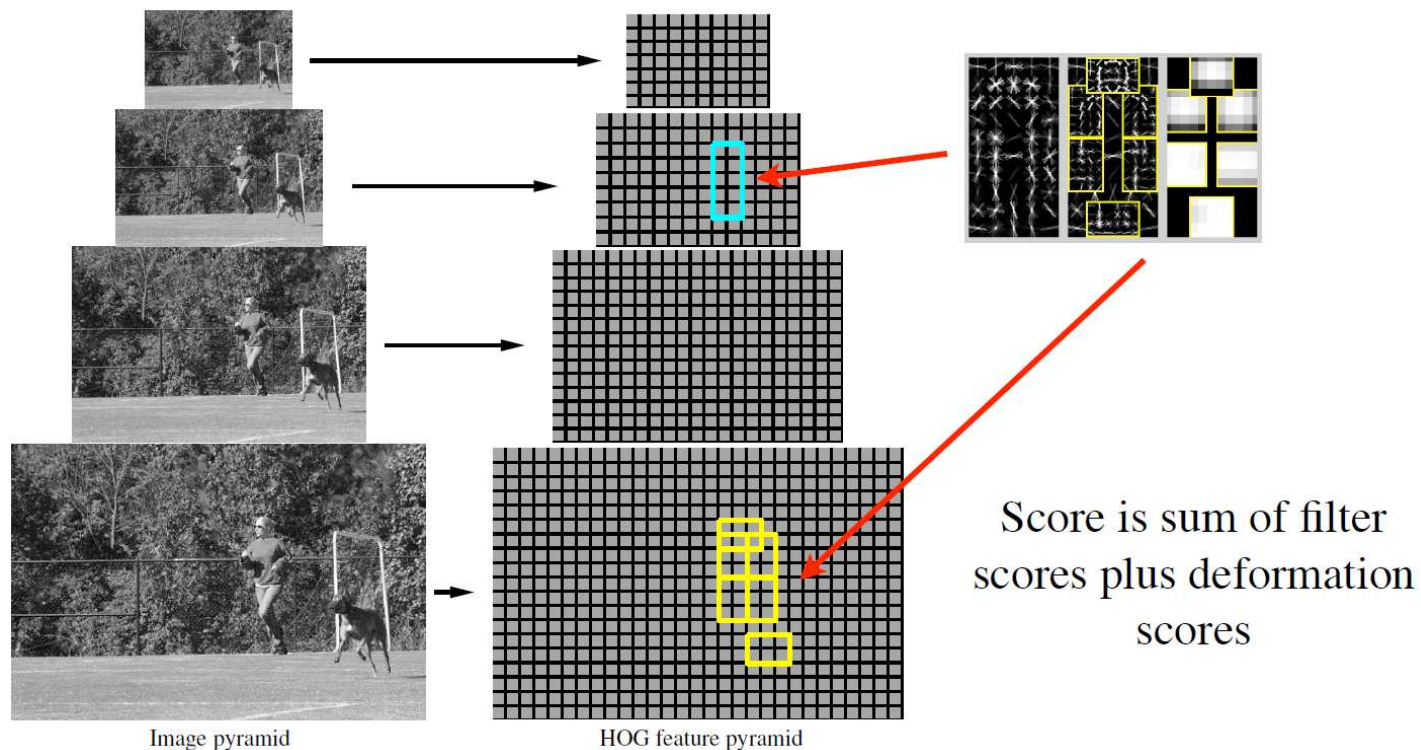 Score is sum of filter
scores plus deformation
scores
Image pyramid
HOG feature pyramid